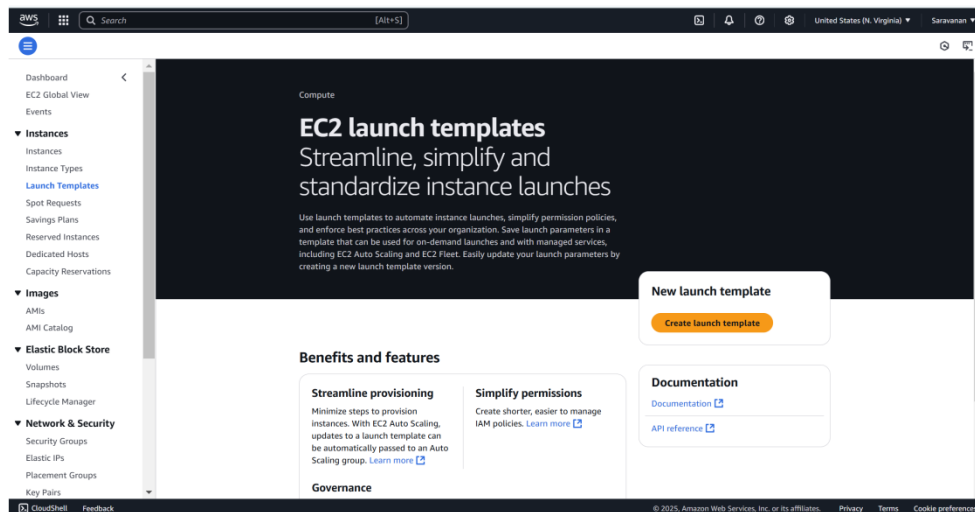 aws
Search
[Alt+S]
United States (N. Virginia)
Saravanan
Dashboard
EC2 Global View
Events
Instances
Instances
Instance Types
Launch Templates
Spot Requests
Savings Plans
Reserved Instances
Dedicated Hosts
Capacity Reservations
Images
AMIs
AMI Catalog
Elastic Block Store
Volumes
Snapshots
Lifecycle Manager
Network & Security
Security Groups
Elastic IPs
Placement Groups
Key Pairs
Compute
EC2 launch templates
Streamline, simplify and
standardize instance launches
Use launch templates to automate instance launches, simplify permission policies,
and enforce best practices across your organization. Save launch parameters in a
template that can be used for on-demand launches and with managed services,
including EC2 Auto Scaling and EC2 Fleet. Easily update your launch parameters by
creating a new launch template version.
New launch template
Create launch template
Benefits and features
Streamline provisioning
Minimize steps to provision
instances. With EC2 Auto Scaling,
updates to a launch template can
be automatically passed to an Auto
Scaling group. Learn more
Simplify permissions
Create shorter, easier to manage
IAM policies. Learn more
Governance
Documentation
Documentation
API reference
CloudShell
Feedback
© 2025, Amazon Web Services, Inc. or its affiliates.
Privacy
Terms
Cookie preferences